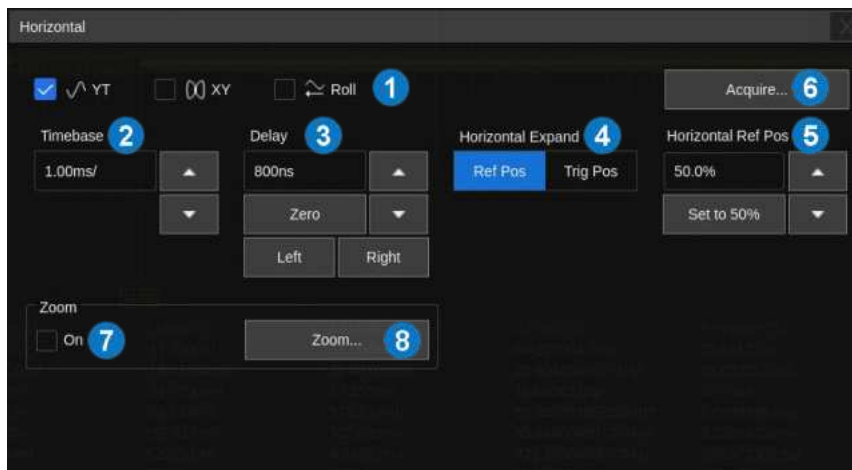 Horizontal
YT XY Roll 1 Acquire... 6
Timebase 2 Delay 3 Horizontal Expand 4 Horizontal Ref Pos 5
1.00ms/ 800ns Ref Pos Trig Pos 50.0%
Zero Set to 50%
Left Right
Zoom
On 7 Zoom... 8